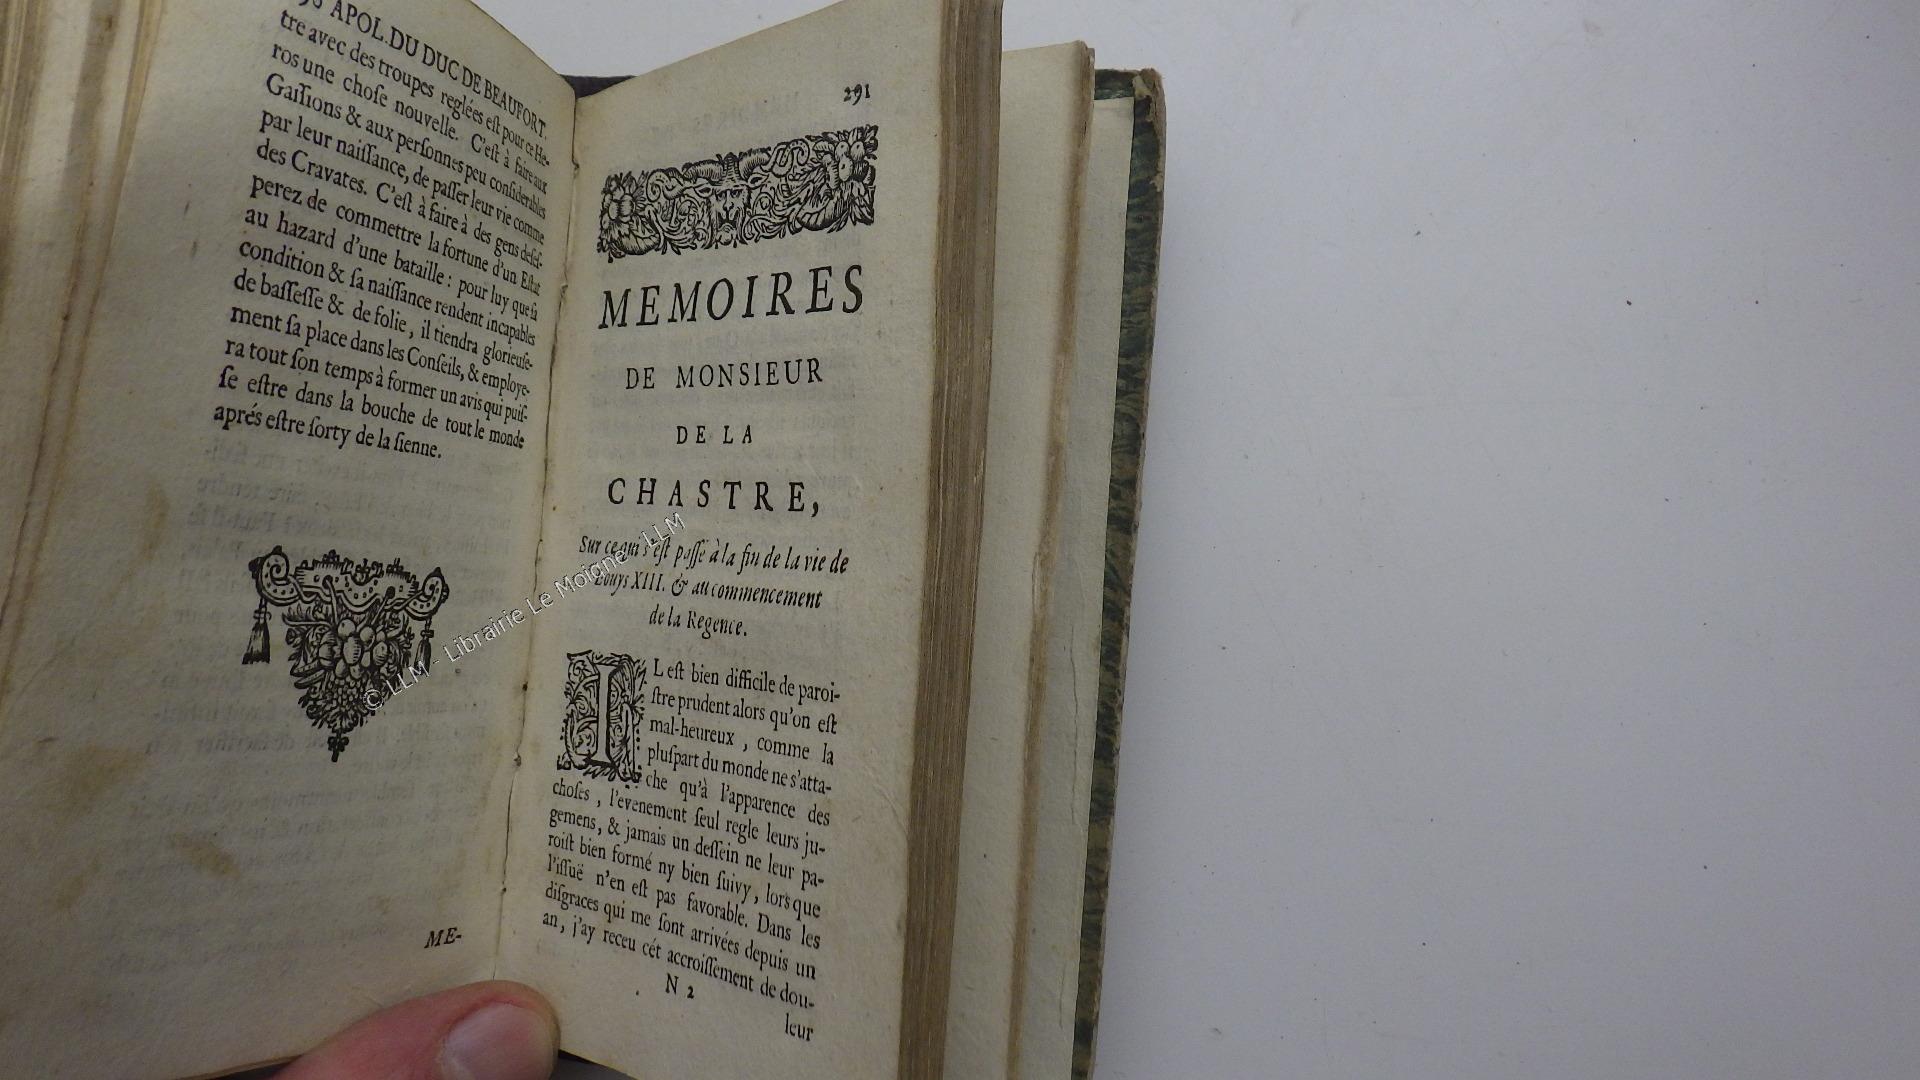 APOL. DU DUC DE BEAUFORT.
tre avec des troupes reglées est pour ce He-
ros une chose nouvelle. C'est à faire aux
Gaissions & aux personnes peu considerables
par leur naissance, de passer leur vie comme
des Cravates. C'est à faire à des gens deses-
perez de commettre la fortune d'un Estat
au hazard d'une bataille : pour luy que sa
condition & sa naissance rendent incapables
de bassesse & de folie, il tiendra glorieuse-
ment sa place dans les Conseils, & employe-
ra tout son temps à former un avis qui puis-
se estre dans la bouche de tout le monde
aprés estre sorty de la sienne.
ME-
291
MEMOIRES
DE MONSIEUR
DE LA
CHASTRE,
Sur ce qui s'est passé à la fin de la vie de
Louys XIII. & au commencement
de la Regence.
IL est bien difficile de paroi-
stre prudent alors qu'on est
mal-heureux, comme la
pluspart du monde ne s'atta-
che qu'à l'apparence des
choses, l'evenement seul regle leurs ju-
gemens, & jamais un dessein ne leur pa-
roist bien formé ny bien suivy, lors que
l'issuë n'en est pas favorable. Dans les
disgraces qui me sont arrivées depuis un
an, j'ay receu cét accroissement de dou-
N 2
leur
© LLM - Librairie Le Moigne - LLM